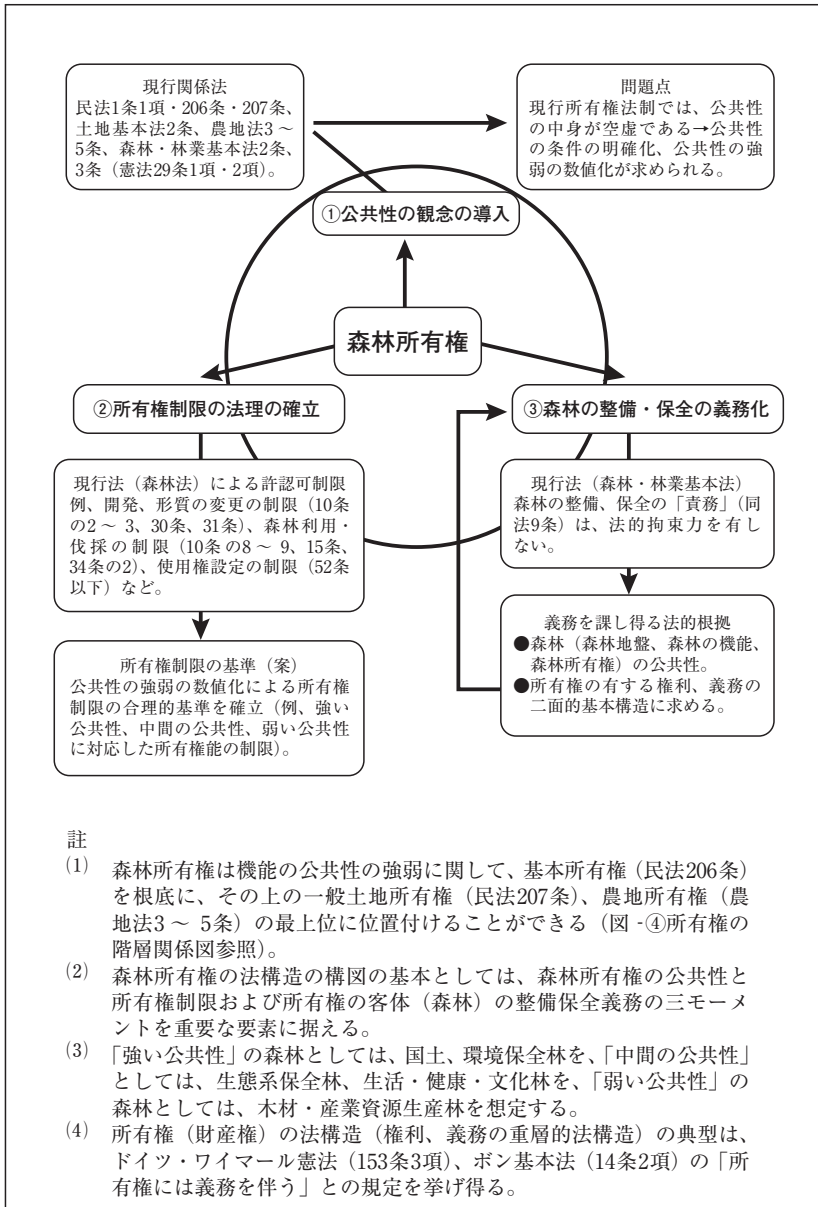 現行関係法
民法1条1項・206条・207条、
土地基本法2条、農地法3～
5条、森林・林業基本法2条、
3条（憲法29条1項・2項）。
問題点
現行所有権法制では、公共性
の中身が空虚である→公共性
の条件の明確化、公共性の強
弱の数値化が求められる。
①公共性の観念の導入
森林所有権
②所有権制限の法理の確立
③森林の整備・保全の義務化
現行法（森林法）による許認可制限
例、開発、形質の変更の制限（10条
の2～3、30条、31条）、森林利用・
伐採の制限（10条の8～9、15条、
34条の2）、使用権設定の制限（52条
以下）など。
現行法（森林・林業基本法）
森林の整備、保全の「責務」（同
法9条）は、法的拘束力を有し
ない。
所有権制限の基準（案）
公共性の強弱の数値化による所有権
制限の合理的基準を確立（例、強い
公共性、中間の公共性、弱い公共性
に対応した所有権能の制限）。
義務を課し得る法的根拠
●森林（森林地盤、森林の機能、
森林所有権）の公共性。
●所有権の有する権利、義務の
二面的基本構造に求める。
註
(1) 森林所有権は機能の公共性の強弱に関して、基本所有権（民法206条）
を根底に、その上の一般土地所有権（民法207条）、農地所有権（農
地法3～5条）の最上位に位置付けることができる（図-④所有権の
階層関係図参照）。
(2) 森林所有権の法構造の構図の基本としては、森林所有権の公共性と
所有権制限および所有権の客体（森林）の整備保全義務の三モーメ
ントを重要な要素に据える。
(3) 「強い公共性」の森林としては、国土、環境保全林を、「中間の公共性」
としては、生態系保全林、生活・健康・文化林を、「弱い公共性」の
森林としては、木材・産業資源生産林を想定する。
(4) 所有権（財産権）の法構造（権利、義務の重層的法構造）の典型は、
ドイツ・ワイマール憲法（153条3項）、ボン基本法（14条2項）の「所
有権には義務を伴う」との規定を挙げ得る。